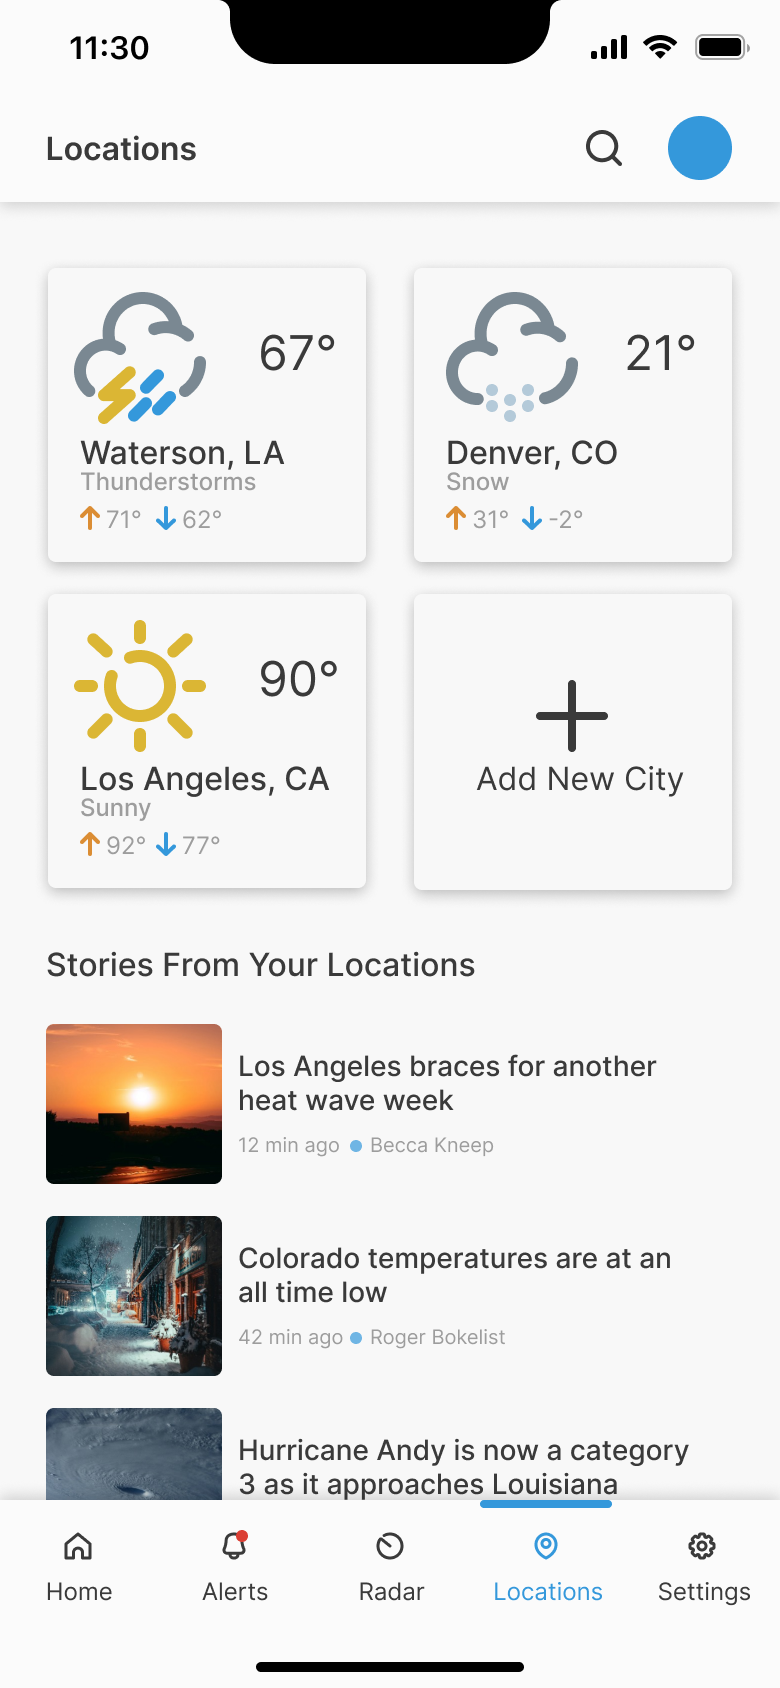 11:30
Locations
67°
Waterson, LA
Thunderstorms
71° 62°
21°
Denver, CO
Snow
31° -2°
90°
Los Angeles, CA
Sunny
92° 77°
Add New City
Stories From Your Locations
Los Angeles braces for another
heat wave week
12 min ago Becca Kneep
Colorado temperatures are at an
all time low
42 min ago Roger Bokelist
Hurricane Andy is now a category
3 as it approaches Louisiana
Home Alerts Radar Locations Settings